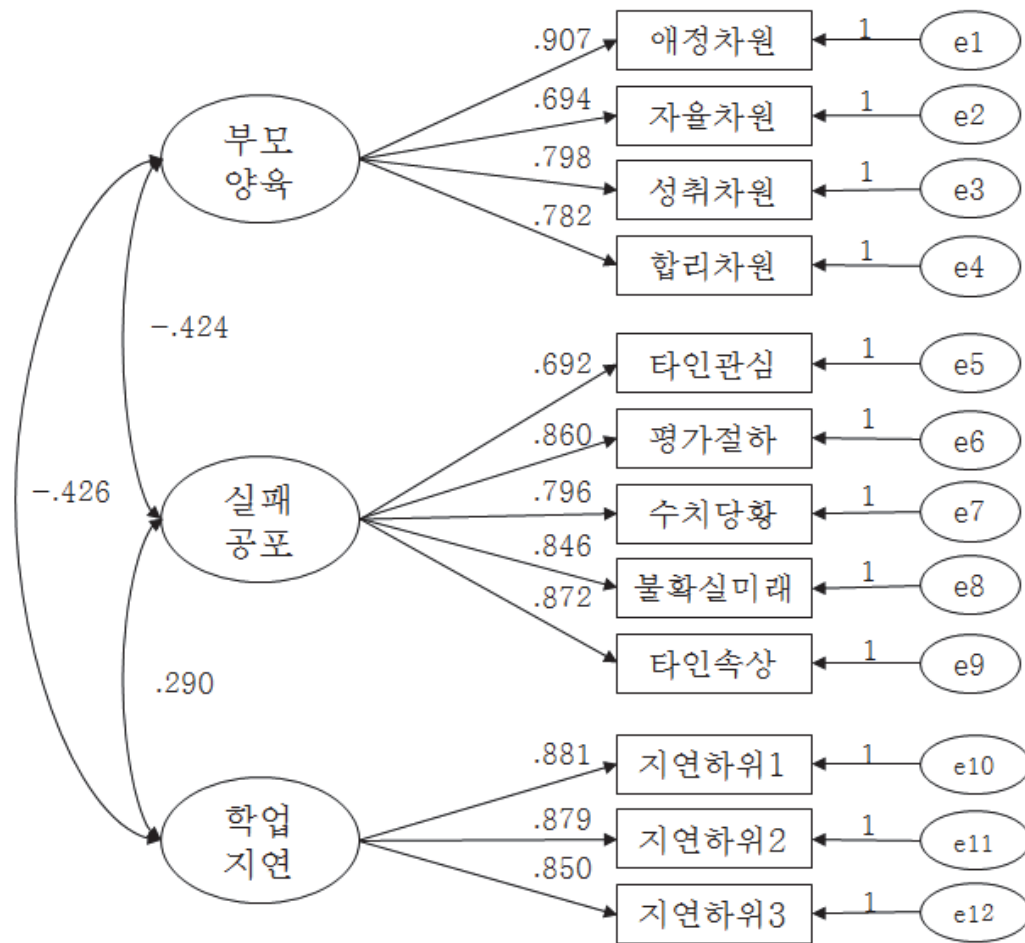 .907
애정차원
1
e1
부모
양육
.694
자율차원
1
e2
.798
성취차원
1
e3
.782
합리차원
1
e4
-.424
.692
타인관심
1
e5
.860
평가절하
1
e6
-.426
실패
공포
.796
수치당황
1
e7
.846
불확실미래
1
e8
.872
타인속상
1
e9
.290
.881
지연하위1
1
e10
학업
지연
.879
지연하위2
1
e11
.850
지연하위3
1
e12